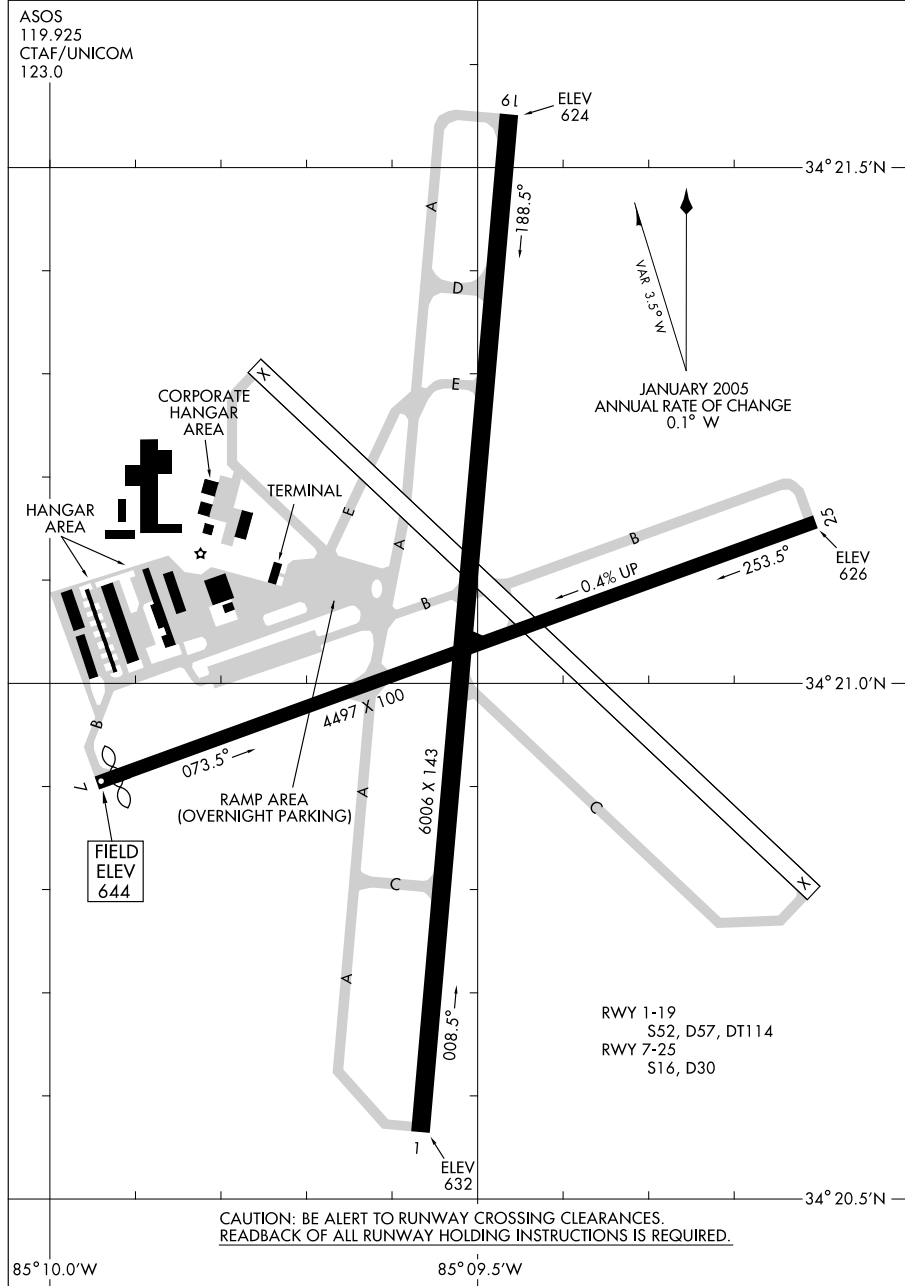 ASOS
119.925
CTAF/UNICOM
123.0
19
ELEV
624
34°21.5'N
188.5°
A
D
VAR 3.5° W
JANUARY 2005
ANNUAL RATE OF CHANGE
0.1° W
X
E
CORPORATE
HANGAR
AREA
TERMINAL
HANGAR
AREA
E
A
B
25
ELEV
626
253.5°
0.4% UP
B
34°21.0'N
4497 X 100
B
073.5°
7
RAMP AREA
(OVERNIGHT PARKING)
A
6006 X 143
C
FIELD
ELEV
644
C
X
A
008.5°
RWY 1-19
S52, D57, DT114
RWY 7-25
S16, D30
1
ELEV
632
34°20.5'N
CAUTION: BE ALERT TO RUNWAY CROSSING CLEARANCES.
READBACK OF ALL RUNWAY HOLDING INSTRUCTIONS IS REQUIRED.
85°10.0'W
85°09.5'W